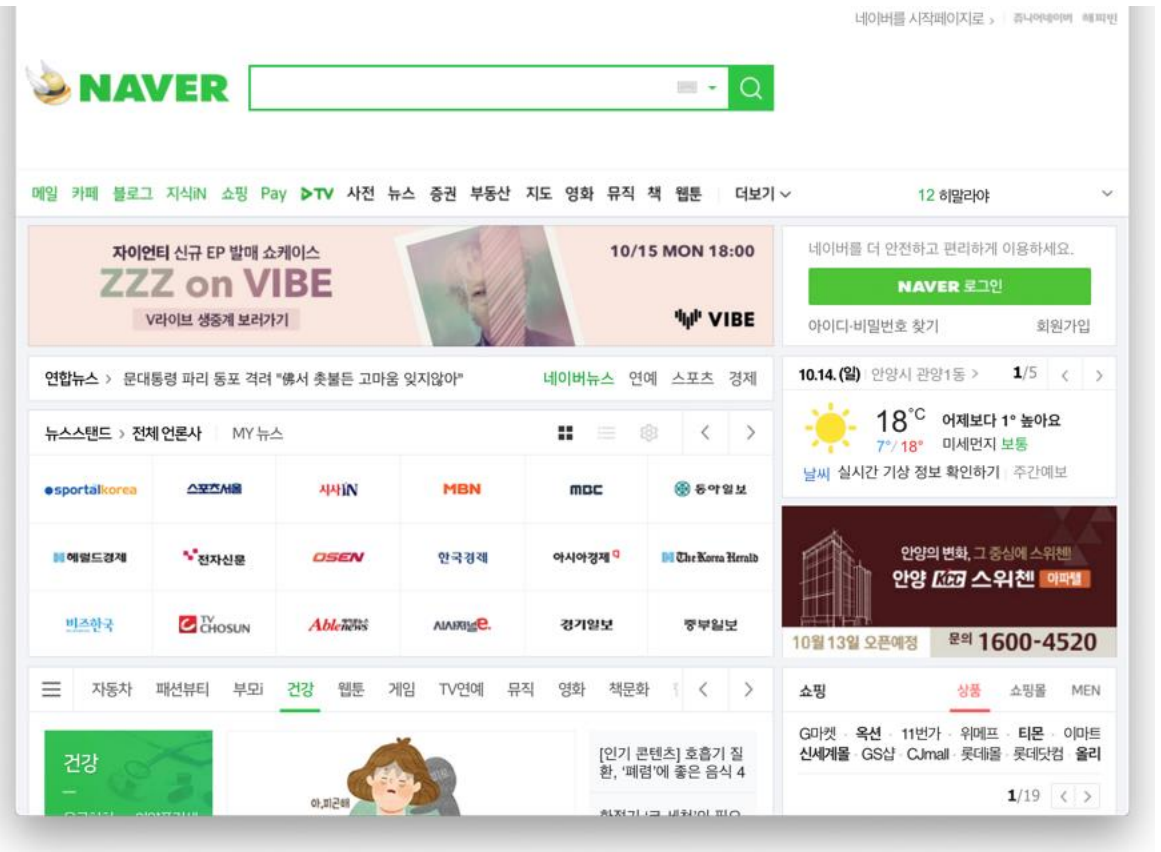 네이버를 시작페이지로 › 쥬니어네이버 해피빈
NAVER
메일 카페 블로그 지식iN 쇼핑 Pay TV 사전 뉴스 증권 부동산 지도 영화 뮤직 책 웹툰 더보기 12 히말라야
자이언티 신규 EP 발매 쇼케이스
ZZZ on VIBE
V라이브 생중계 보러가기
10/15 MON 18:00
VIBE
네이버를 더 안전하고 편리하게 이용하세요.
NAVER 로그인
아이디·비밀번호 찾기 회원가입
연합뉴스 › 문대통령 파리 동포 격려 "佛서 촛불든 고마움 잊지않아" 네이버뉴스 연예 스포츠 경제
10.14.(일) 안양시 관양1동 › 1/5 < >
18°C 어제보다 1° 높아요
7°/18° 미세먼지 보통
날씨 실시간 기상 정보 확인하기 주간예보
뉴스스탠드 › 전체 언론사 MY 뉴스 < >
sportalkorea 스포츠서울 시사IN MBN MBC 동아일보
헤럴드경제 전자신문 OSEN 한국경제 아시아경제 The Korea Herald
비즈한국 TV CHOSUN Ablenews 시사저널e. 경기일보 중부일보
안양의 변화, 그 중심에 스위첸!
안양 KCC 스위첸 아파텔
10월 13일 오픈예정 문의 1600-4520
자동차 패션뷰티 부모i 건강 웹툰 게임 TV연예 뮤직 영화 책문화 < >
건강
아,피곤해
[인기 콘텐츠] 호흡기 질
환, '폐렴'에 좋은 음식 4
쇼핑 상품 쇼핑몰 MEN
G마켓 · 옥션 · 11번가 · 위메프 · 티몬 · 이마트
신세계몰 · GS샵 · CJmall · 롯데몰 · 롯데닷컴 · 올리
1/19 < >